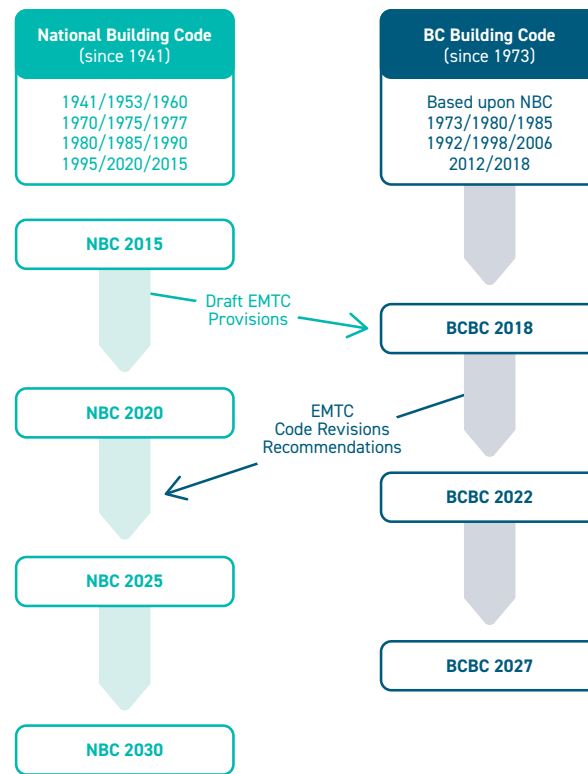 National Building Code
(since 1941)
1941/1953/1960
1970/1975/1977
1980/1985/1990
1995/2020/2015
BC Building Code
(since 1973)
Based upon NBC
1973/1980/1985
1992/1998/2006
2012/2018
NBC 2015
Draft EMTC
Provisions
BCBC 2018
NBC 2020
EMTC
Code Revisions
Recommendations
BCBC 2022
NBC 2025
BCBC 2027
NBC 2030